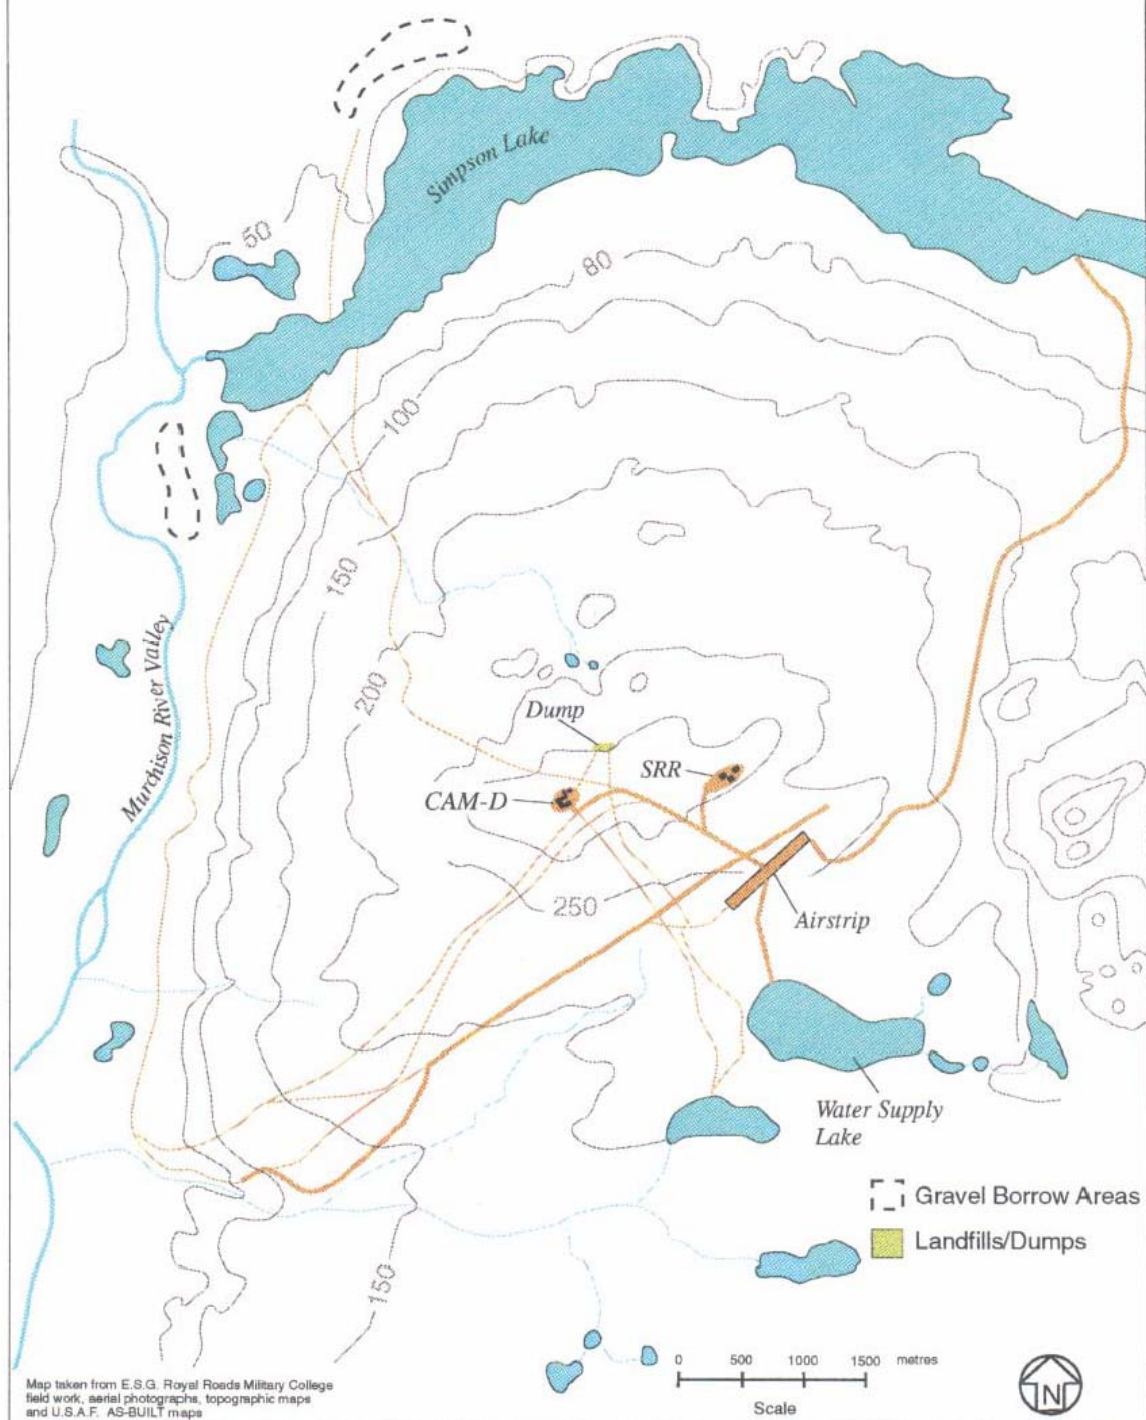 Simpson Lake
50
80
100
150
Murchison River Valley
200
Dump
SRR
CAM-D
250
Airstrip
Water Supply
Lake
Gravel Borrow Areas
Landfills/Dumps
150
0 500 1000 1500 metres
Scale
N
Map taken from E.S.G. Royal Roads Military College
field work, aerial photographs, topographic maps
and U.S.A.F. AS-BUILT maps